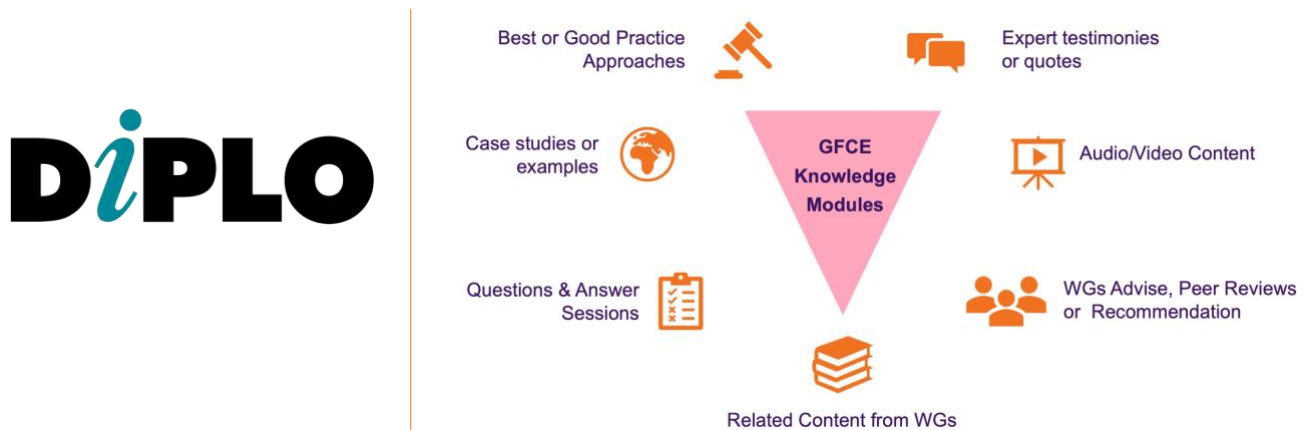 DiPLO
Best or Good Practice
Approaches
Expert testimonies
or quotes
Case studies or
examples
GFCE
Knowledge
Modules
Audio/Video Content
Questions & Answer
Sessions
WGs Advise, Peer Reviews
or Recommendation
Related Content from WGs